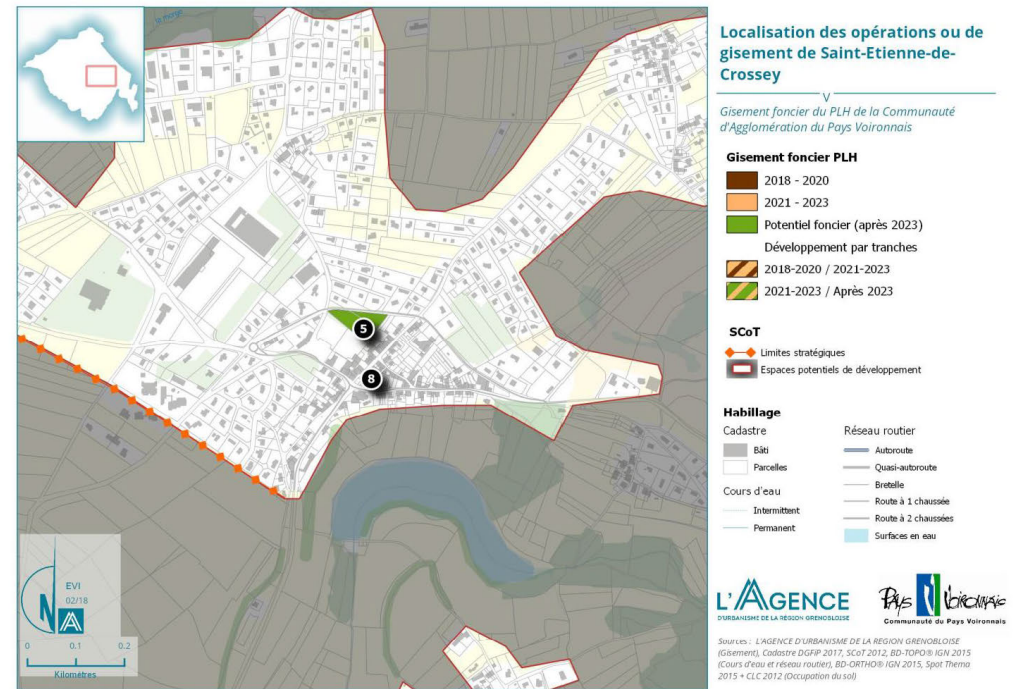 la morge
5
8
EVI
02/18
N
0 0.1 0.2
Kilomètres
Localisation des opérations ou de
gisement de Saint-Etienne-de-
Crossey
Gisement foncier du PLH de la Communauté
d'Agglomération du Pays Voironnais
Gisement foncier PLH
2018 - 2020
2021 - 2023
Potentiel foncier (après 2023)
Développement par tranches
2018-2020 / 2021-2023
2021-2023 / Après 2023
SCoT
Limites stratégiques
Espaces potentiels de développement
Habillage
Cadastre
Bâti
Parcelles
Cours d'eau
Intermittent
Permanent
Réseau routier
Autoroute
Quasi-autoroute
Bretelle
Route à 1 chaussée
Route à 2 chaussées
Surfaces en eau
L'AGENCE
D'URBANISME DE LA RÉGION GRENOBLOISE
PAYS VOIRONNAIS
Communauté du Pays Voironnais
Sources : L'AGENCE D'URBANISME DE LA REGION GRENOBLOISE
(Gisement), Cadastre DGFiP 2017, SCoT 2012, BD-TOPO® IGN 2015
(Cours d'eau et réseau routier), BD-ORTHO® IGN 2015, Spot Thema
2015 + CLC 2012 (Occupation du sol)